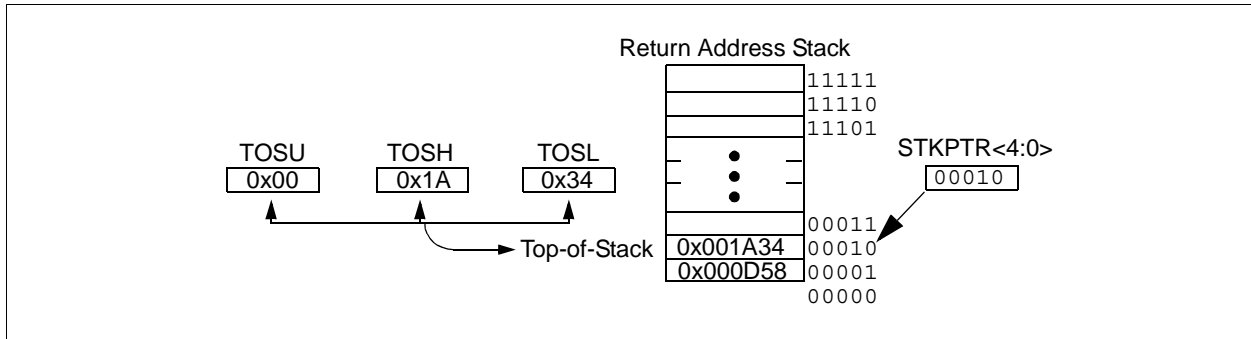 Return Address Stack
11111
11110
11101
TOSU TOSH TOSL STKPTR<4:0>
0x00 0x1A 0x34 00010
00011
Top-of-Stack 0x001A34 00010
0x000D58 00001
00000